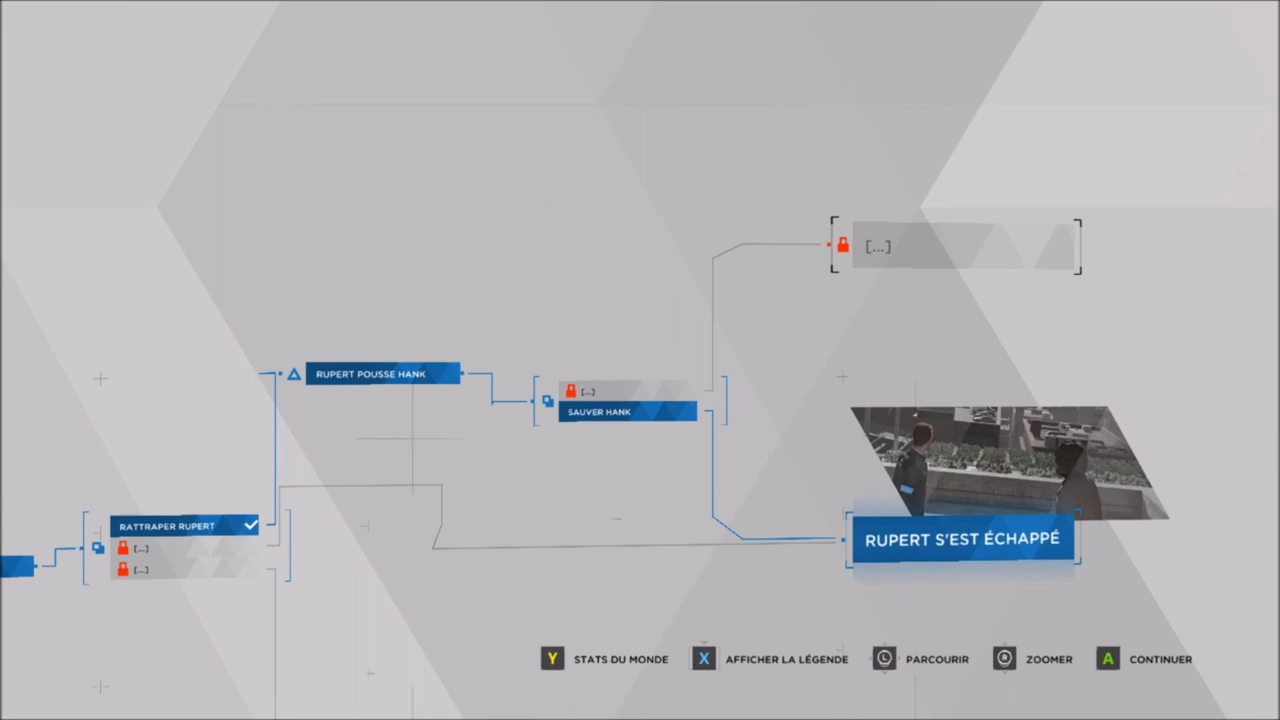 [...]
RUPERT POUSSE HANK
[...]
SAUVER HANK
RATTRAPER RUPERT
[...]
[...]
RUPERT S'EST ÉCHAPPÉ
Y STATS DU MONDE X AFFICHER LA LÉGENDE L PARCOURIR R ZOOMER A CONTINUER